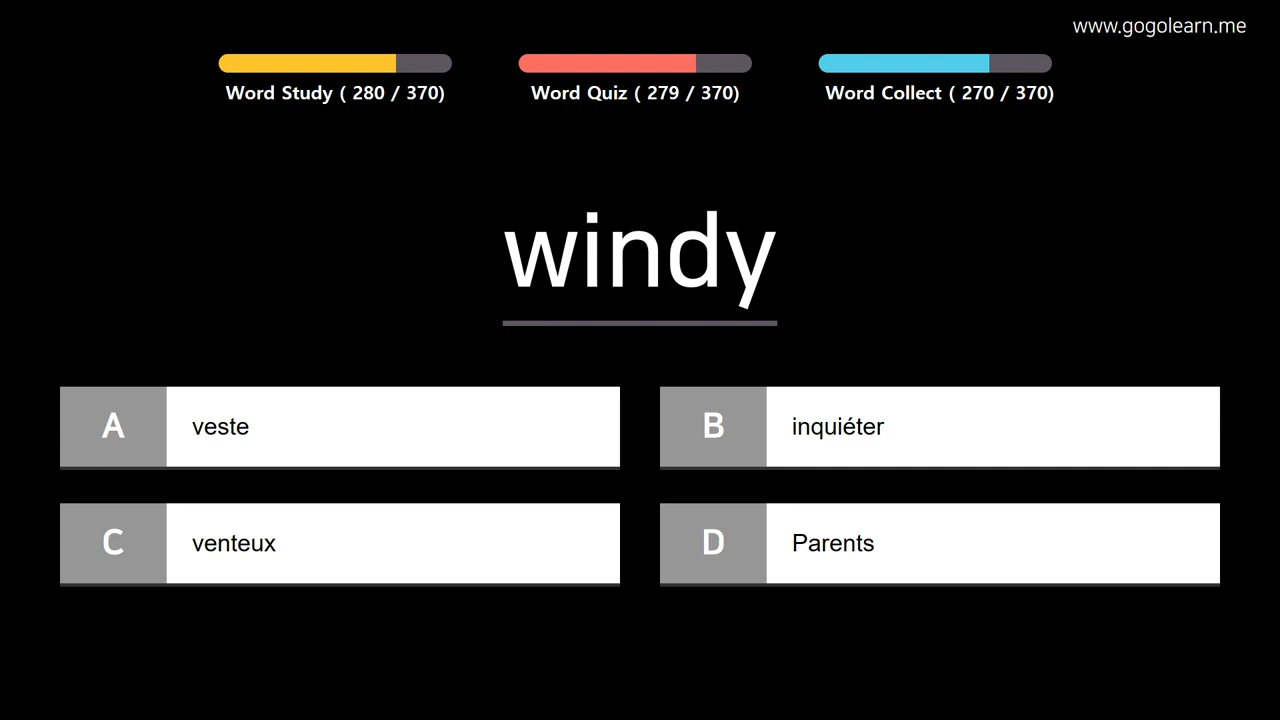 www.gogolearn.me
Word Study ( 280 / 370)
Word Quiz ( 279 / 370)
Word Collect ( 270 / 370)
windy
A veste
B inquiéter
C venteux
D Parents